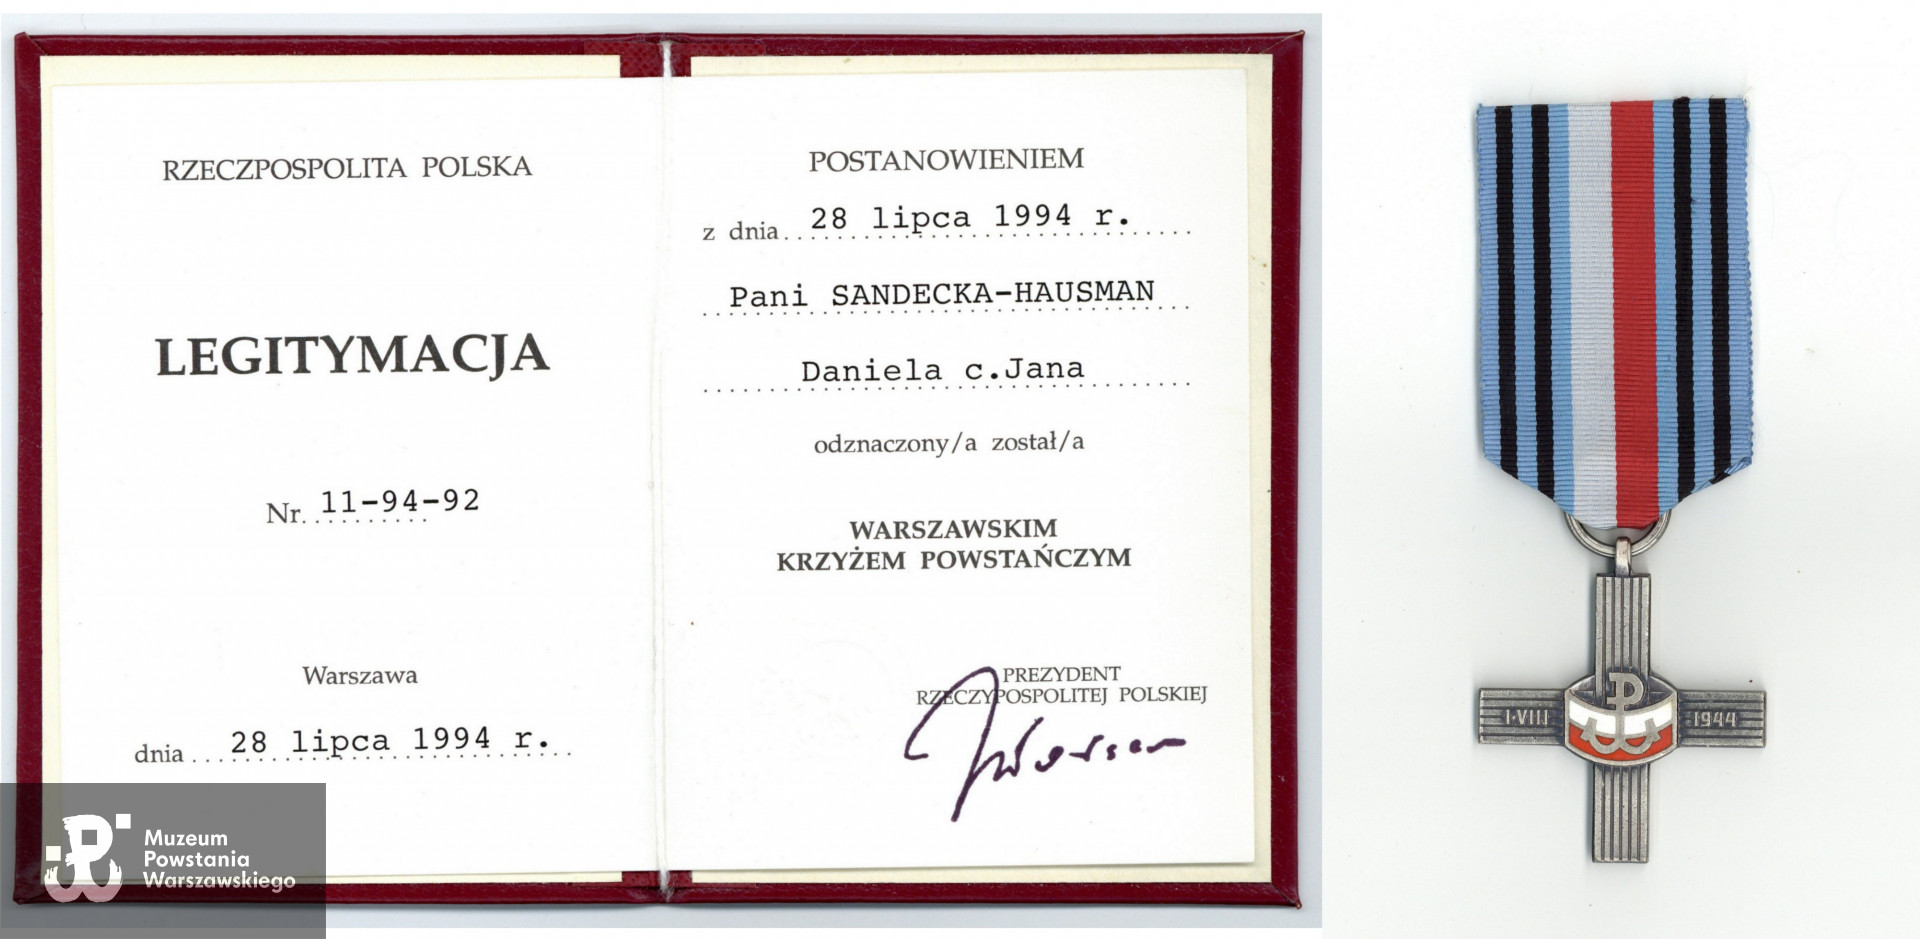 RZECZPOSPOLITA POLSKA
LEGITYMACJA
Nr. 11-94-92
Warszawa
dnia 28 lipca 1994 r.
POSTANOWIENIEM
z dnia 28 lipca 1994 r.
Pani SANDECKA-HAUSMAN
Daniela c.Jana
odznaczony/a został/a
WARSZAWSKIM
KRZYŻEM POWSTAŃCZYM
PREZYDENT
RZECZYPOSPOLITEJ POLSKIEJ
I·VIII 1944
Muzeum
Powstania
Warszawskiego